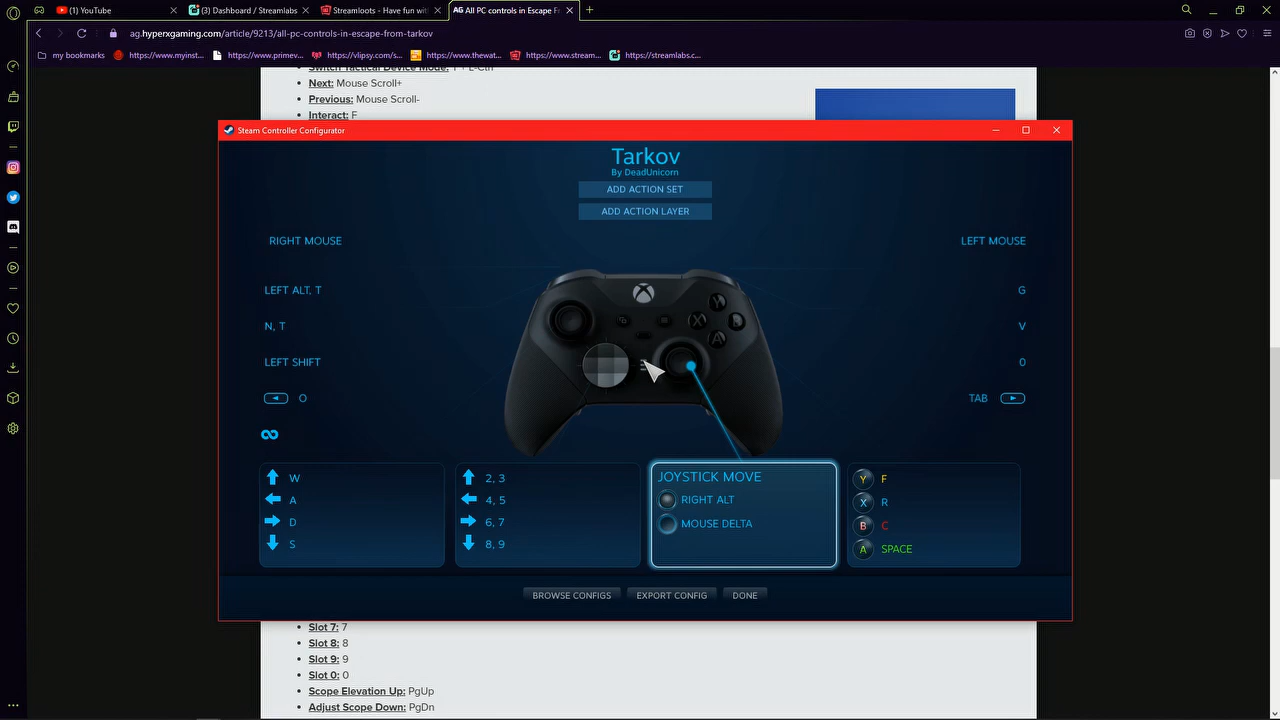 (1) YouTube
(3) Dashboard / Streamlabs
Streamloots - Have fun wit
AG All PC controls in Escape F
ag.hyperxgaming.com/article/9213/all-pc-controls-in-escape-from-tarkov
my bookmarks
https://www.myinst...
https://www.primev...
https://vlipsy.com/s...
https://www.thewat...
https://www.stream...
https://streamlabs.c...
Switch Tactical Device Mode: T + L-Ctrl
Next: Mouse Scroll+
Previous: Mouse Scroll-
Interact: F
Steam Controller Configurator
Tarkov
By DeadUnicorn
ADD ACTION SET
ADD ACTION LAYER
RIGHT MOUSE
LEFT MOUSE
LEFT ALT, T
G
N, T
V
LEFT SHIFT
0
O
TAB
Y
X
B
A
W
A
D
S
2, 3
4, 5
6, 7
8, 9
JOYSTICK MOVE
RIGHT ALT
MOUSE DELTA
Y F
X R
B C
A SPACE
BROWSE CONFIGS
EXPORT CONFIG
DONE
Slot 7: 7
Slot 8: 8
Slot 9: 9
Slot 0: 0
Scope Elevation Up: PgUp
Adjust Scope Down: PgDn